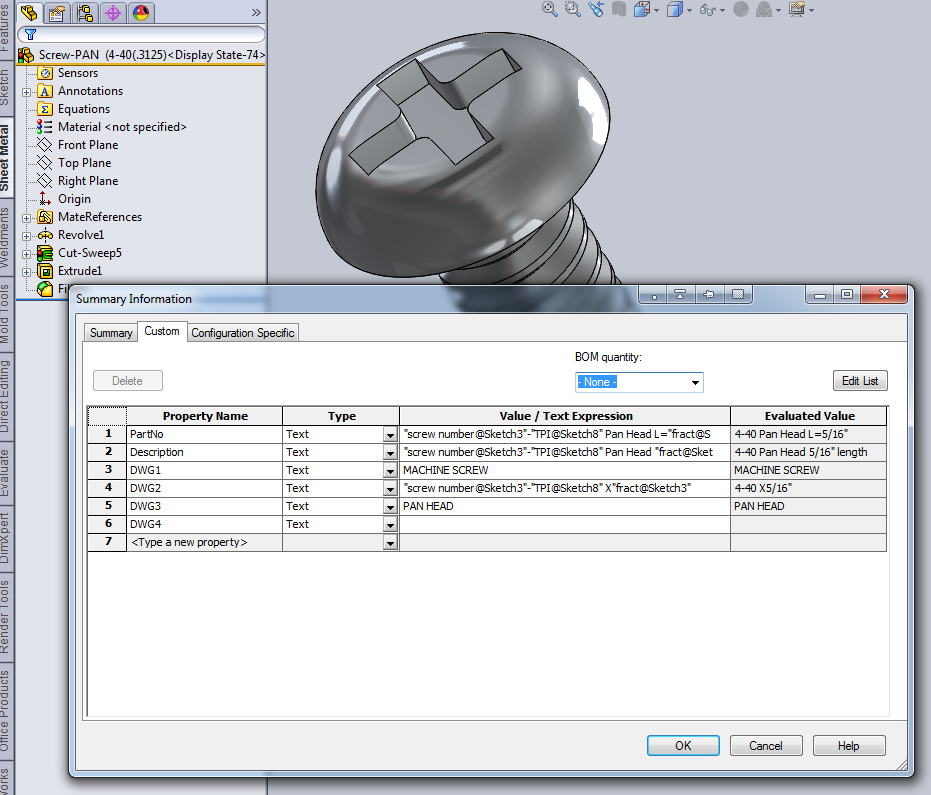 Features
Sketch
Sheet Metal
Weldments
Mold Tools
Direct Editing
Evaluate
DimXpert
Render Tools
Office Products
Screw-PAN (4-40(.3125)<Display State-74>)
Sensors
Annotations
Equations
Material <not specified>
Front Plane
Top Plane
Right Plane
Origin
MateReferences
Revolve1
Cut-Sweep5
Extrude1
Summary Information
Summary Custom Configuration Specific
BOM quantity:
Delete - None - Edit List
Property Name Type Value / Text Expression Evaluated Value
1 PartNo Text "screw number@Sketch3"-"TPI@Sketch8" Pan Head L="fract@S 4-40 Pan Head L=5/16"
2 Description Text "screw number@Sketch3"-"TPI@Sketch8" Pan Head "fract@Sket 4-40 Pan Head 5/16" length
3 DWG1 Text MACHINE SCREW MACHINE SCREW
4 DWG2 Text "screw number@Sketch3"-"TPI@Sketch8" X"fract@Sketch3" 4-40 X5/16"
5 DWG3 Text PAN HEAD PAN HEAD
6 DWG4 Text
7 <Type a new property>
OK Cancel Help